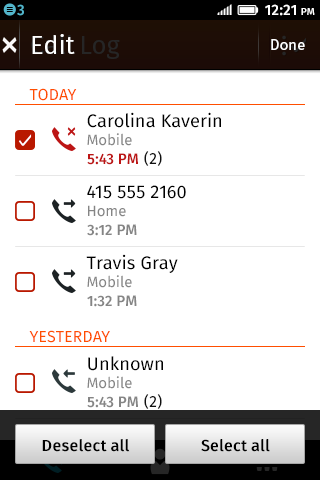 3 12:21 PM
Edit Log Done
TODAY
Carolina Kaverin
Mobile
5:43 PM (2)
415 555 2160
Home
3:12 PM
Travis Gray
Mobile
1:32 PM
YESTERDAY
Unknown
Mobile
5:43 PM (2)
Deselect all Select all